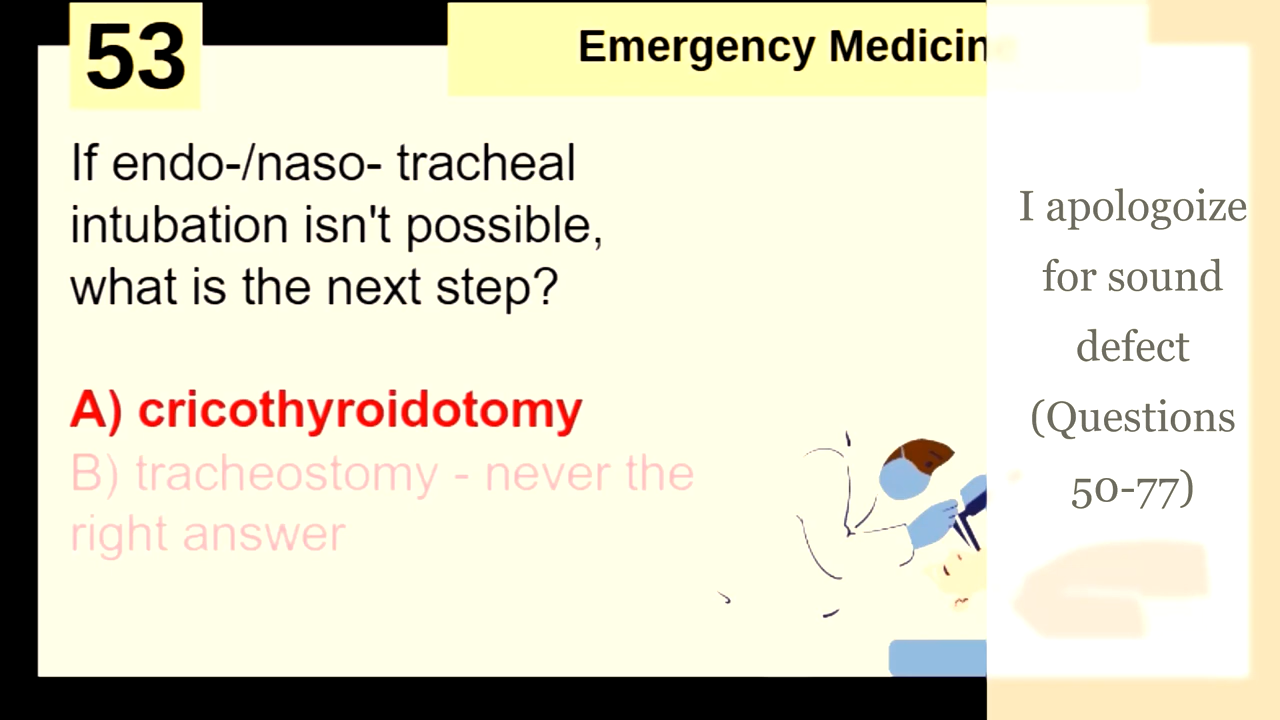 53
Emergency Medicin
If endo-/naso- tracheal
intubation isn't possible,
what is the next step?
A) cricothyroidotomy
B) tracheostomy - never the
right answer
I apologoize
for sound
defect
(Questions
50-77)